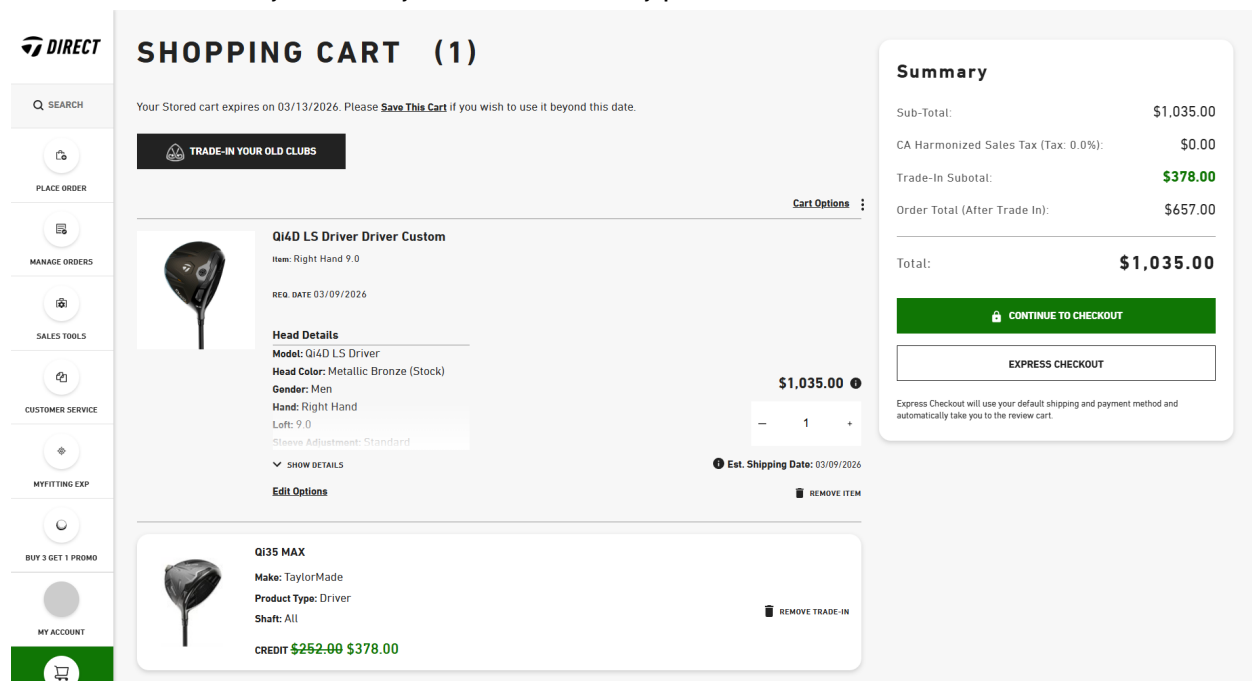 DIRECT
SEARCH
PLACE ORDER
MANAGE ORDERS
SALES TOOLS
CUSTOMER SERVICE
MYFITTING EXP
BUY 3 GET 1 PROMO
MY ACCOUNT
SHOPPING CART (1)
Your Stored cart expires on 03/13/2026. Please Save This Cart if you wish to use it beyond this date.
TRADE-IN YOUR OLD CLUBS
Cart Options
Qi4D LS Driver Driver Custom
Item: Right Hand 9.0
REQ. DATE 03/09/2026
Head Details
Model: Qi4D LS Driver
Head Color: Metallic Bronze (Stock)
Gender: Men
Hand: Right Hand
Loft: 9.0
Sleeve Adjustment: Standard
SHOW DETAILS
Edit Options
$1,035.00
− 1 +
Est. Shipping Date: 03/09/2026
REMOVE ITEM
Qi35 MAX
Make: TaylorMade
Product Type: Driver
Shaft: All
CREDIT $252.00 $378.00
REMOVE TRADE-IN
Summary
Sub-Total: $1,035.00
CA Harmonized Sales Tax (Tax: 0.0%): $0.00
Trade-In Subotal: $378.00
Order Total (After Trade In): $657.00
Total: $1,035.00
CONTINUE TO CHECKOUT
EXPRESS CHECKOUT
Express Checkout will use your default shipping and payment method and
automatically take you to the review cart.